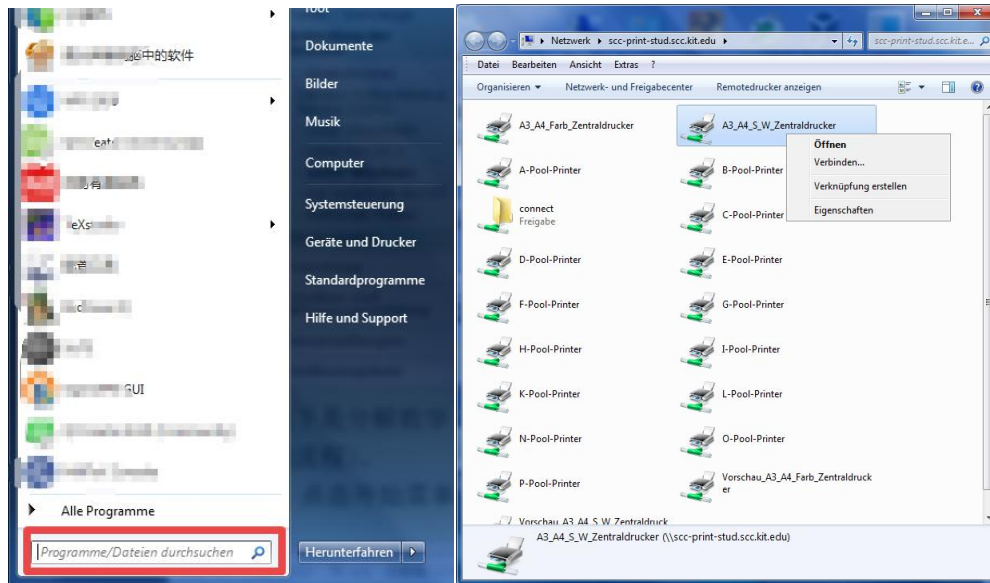 root
Dokumente
Bilder
Musik
Computer
Systemsteuerung
Geräte und Drucker
Standardprogramme
Hilfe und Support
中的软件
GUI
Alle Programme
Programme/Dateien durchsuchen
Herunterfahren
Netzwerk
scc-print-stud.scc.kit.edu
scc-print-stud.scc.kit.e...
Datei Bearbeiten Ansicht Extras ?
Organisieren Netzwerk- und Freigabecenter Remotedrucker anzeigen
A3_A4_Farb_Zentraldrucker
A3_A4_S_W_Zentraldrucker
Öffnen
Verbinden...
Verknüpfung erstellen
Eigenschaften
A-Pool-Printer
B-Pool-Printer
connect
Freigabe
C-Pool-Printer
D-Pool-Printer
E-Pool-Printer
F-Pool-Printer
G-Pool-Printer
H-Pool-Printer
I-Pool-Printer
K-Pool-Printer
L-Pool-Printer
N-Pool-Printer
O-Pool-Printer
P-Pool-Printer
Vorschau_A3_A4_Farb_Zentraldruck
er
Vorschau_A3_A4_S_W_Zentraldruck
A3_A4_S_W_Zentraldrucker (\\scc-print-stud.scc.kit.edu)